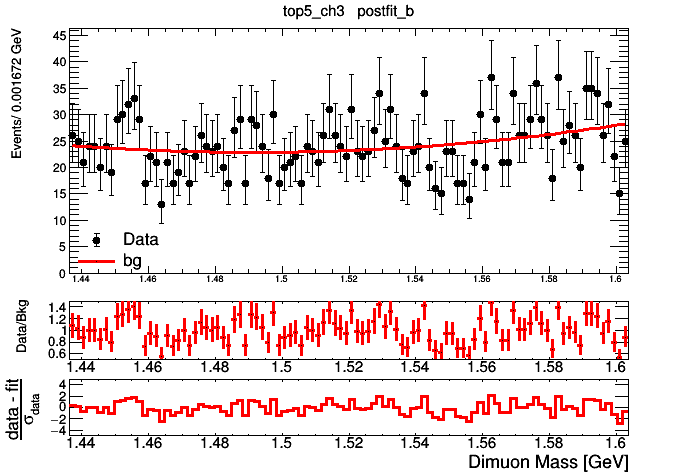 top5_ch3 postfit_b
Events/ 0.001672 GeV
45
40
35
30
25
20
15
10
5
0
Data
bg
1.44 1.46 1.48 1.5 1.52 1.54 1.56 1.58 1.6
Data/Bkg
1.4
1.2
1
0.8
0.6
1.44 1.46 1.48 1.5 1.52 1.54 1.56 1.58 1.6
data - fit
σdata
4
2
0
−2
−4
1.44 1.46 1.48 1.5 1.52 1.54 1.56 1.58 1.6
Dimuon Mass [GeV]